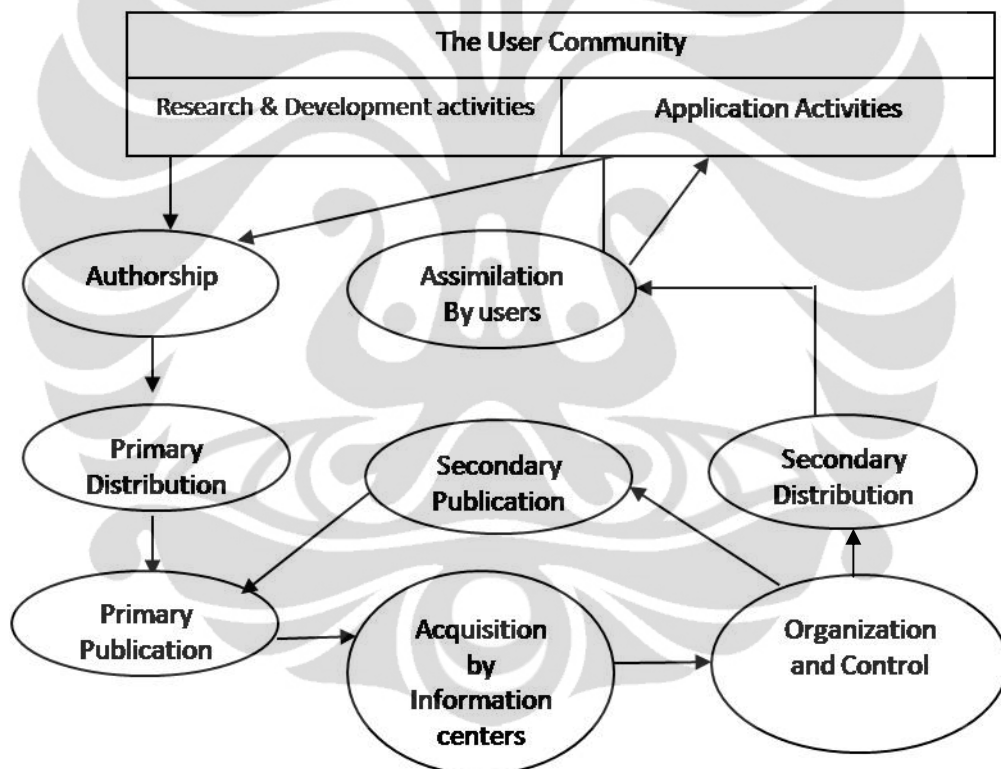 The User Community
Research & Development activities
Application Activities
Authorship
Assimilation
By users
Primary
Distribution
Secondary
Publication
Secondary
Distribution
Primary
Publication
Acquisition
by
Information
centers
Organization
and Control